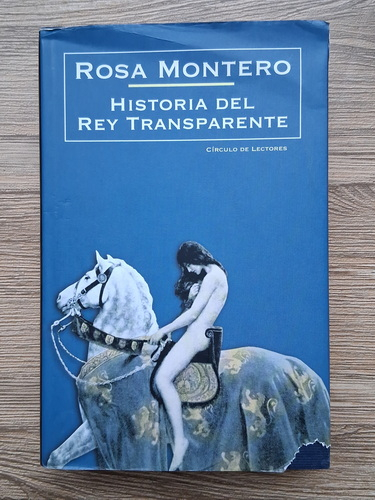 ROSA MONTERO
HISTORIA DEL
REY TRANSPARENTE
CÍRCULO DE LECTORES